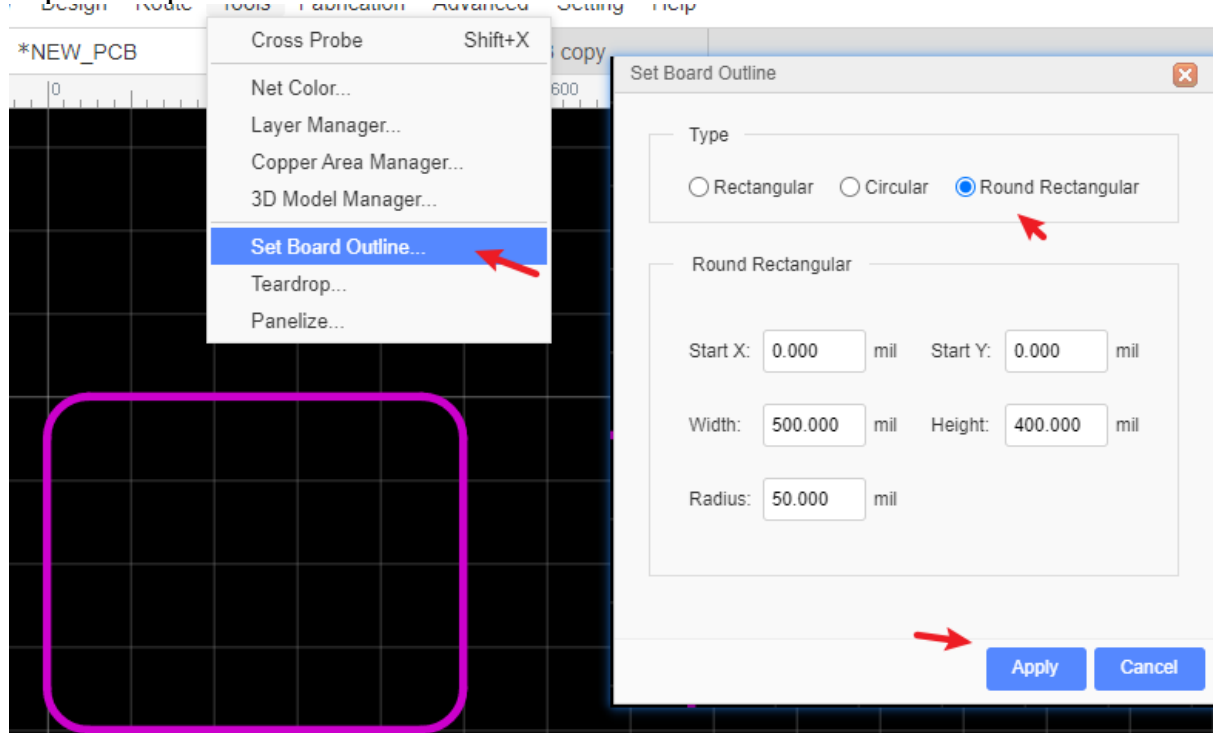 Design Route Tools Fabrication Advanced Setting Help
*NEW_PCB
copy
0
600
Cross Probe Shift+X
Net Color...
Layer Manager...
Copper Area Manager...
3D Model Manager...
Set Board Outline...
Teardrop...
Panelize...
Set Board Outline
Type
Rectangular Circular Round Rectangular
Round Rectangular
Start X: 0.000 mil Start Y: 0.000 mil
Width: 500.000 mil Height: 400.000 mil
Radius: 50.000 mil
Apply Cancel